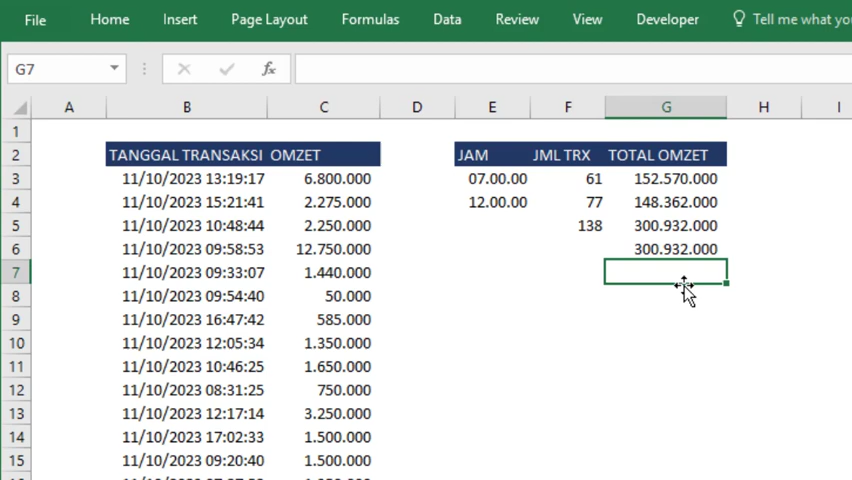 File Home Insert Page Layout Formulas Data Review View Developer Tell me what you
G7 fx
A B C D E F G H I
1
2 TANGGAL TRANSAKSI OMZET JAM JML TRX TOTAL OMZET
3 11/10/2023 13:19:17 6.800.000 07.00.00 61 152.570.000
4 11/10/2023 15:21:41 2.275.000 12.00.00 77 148.362.000
5 11/10/2023 10:48:44 2.250.000 138 300.932.000
6 11/10/2023 09:58:53 12.750.000 300.932.000
7 11/10/2023 09:33:07 1.440.000
8 11/10/2023 09:54:40 50.000
9 11/10/2023 16:47:42 585.000
10 11/10/2023 12:05:34 1.350.000
11 11/10/2023 10:46:25 1.650.000
12 11/10/2023 08:31:25 750.000
13 11/10/2023 12:17:14 3.250.000
14 11/10/2023 17:02:33 1.500.000
15 11/10/2023 09:20:40 1.500.000